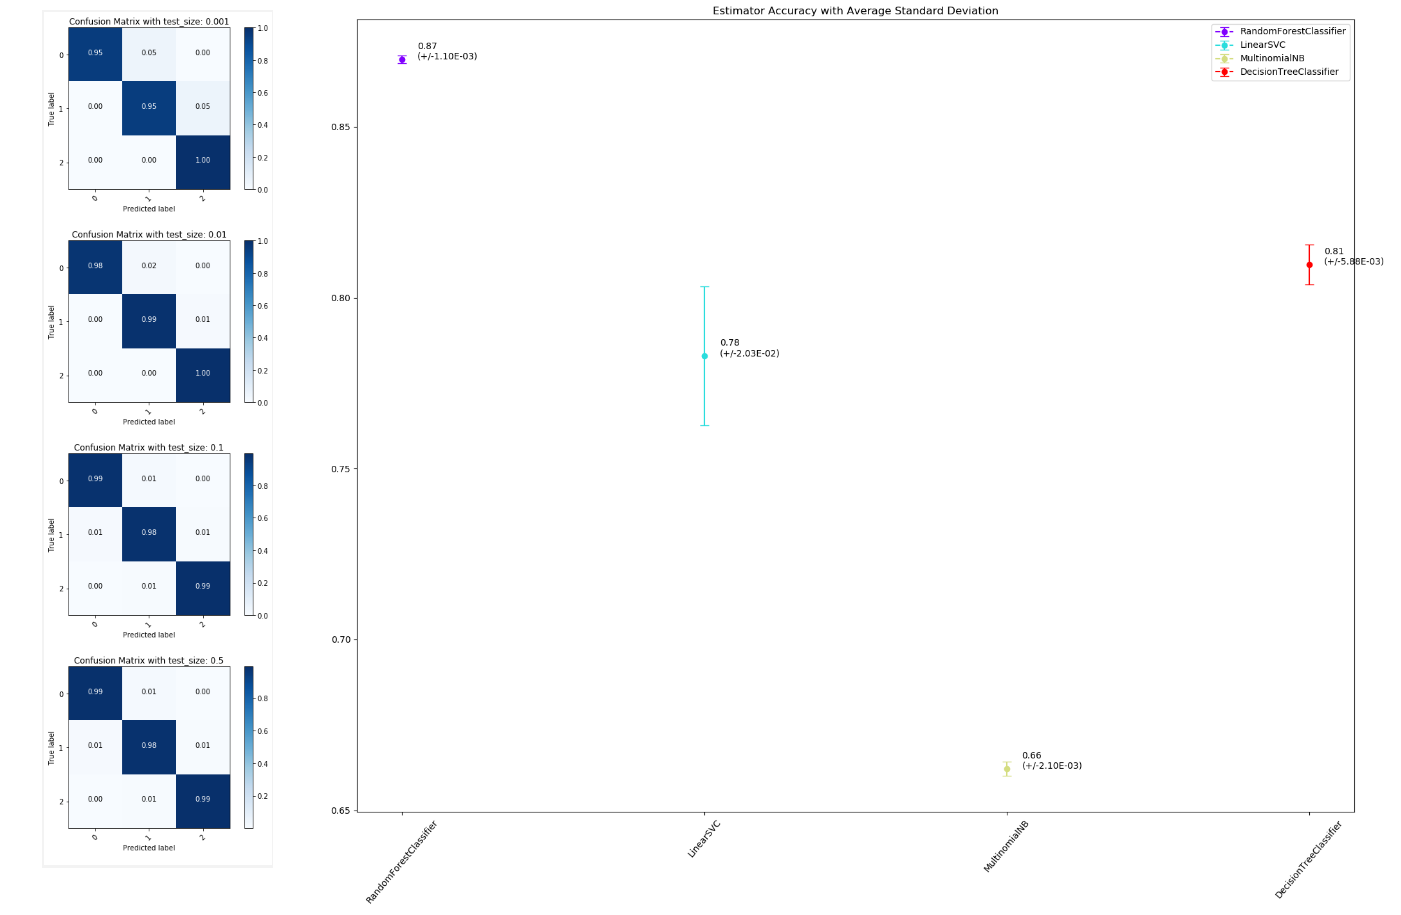 Confusion Matrix with test_size: 0.001
1.0
0 0.95 0.05 0.00
0.8
True label
0.6
1 0.00 0.95 0.05
0.4
0.2
2 0.00 0.00 1.00
0.0
0 1 2
Predicted label
Confusion Matrix with test_size: 0.01
1.0
0 0.98 0.02 0.00
0.8
True label
0.6
1 0.00 0.99 0.01
0.4
0.2
2 0.00 0.00 1.00
0.0
0 1 2
Predicted label
Confusion Matrix with test_size: 0.1
0 0.99 0.01 0.00
0.8
True label
0.6
1 0.01 0.98 0.01
0.4
0.2
2 0.00 0.01 0.99
0.0
0 1 2
Predicted label
Confusion Matrix with test_size: 0.5
0 0.99 0.01 0.00
0.8
True label
0.6
1 0.01 0.98 0.01
0.4
0.2
2 0.00 0.01 0.99
0 1 2
Predicted label
Estimator Accuracy with Average Standard Deviation
RandomForestClassifier
LinearSVC
MultinomialNB
DecisionTreeClassifier
0.87
(+/-1.10E-03)
0.85
0.81
(+/-5.88E-03)
0.80
0.78
(+/-2.03E-02)
0.75
0.70
0.66
(+/-2.10E-03)
0.65
RandomForestClassifier
LinearSVC
MultinomialNB
DecisionTreeClassifier